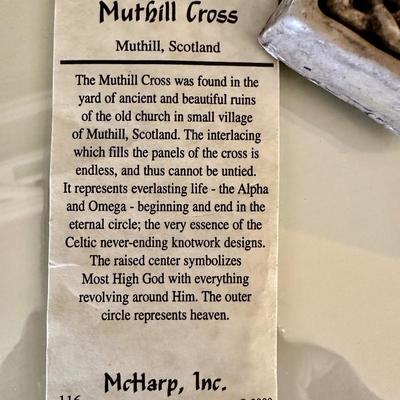 Muthill Cross
Muthill, Scotland
The Muthill Cross was found in the
yard of ancient and beautiful ruins
of the old church in small village
of Muthill, Scotland. The interlacing
which fills the panels of the cross is
endless, and thus cannot be untied.
It represents everlasting life - the Alpha
and Omega - beginning and end in the
eternal circle; the very essence of the
Celtic never-ending knotwork designs.
The raised center symbolizes
Most High God with everything
revolving around Him. The outer
circle represents heaven.
McHarp, Inc.
116